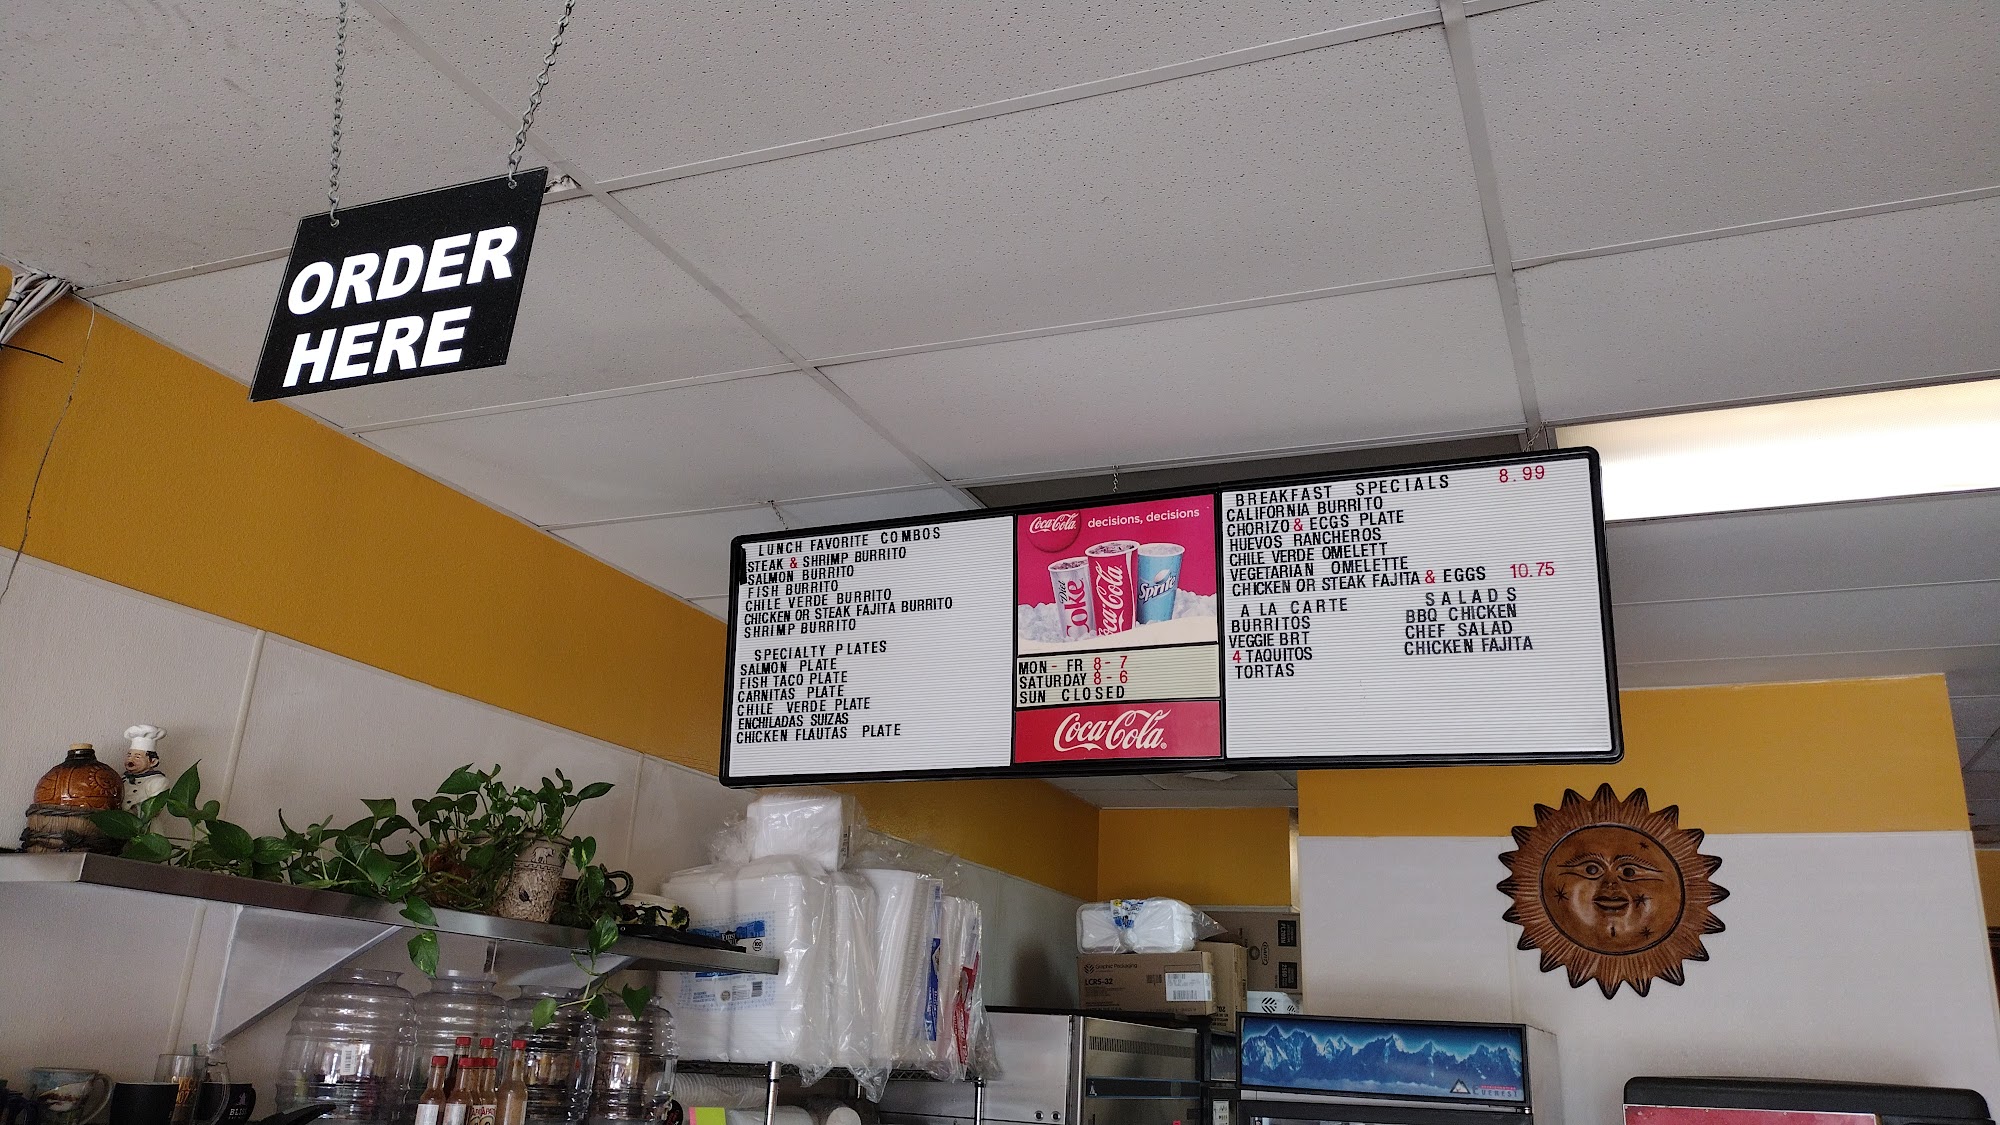 ORDER
HERE
LUNCH FAVORITE COMBOS
STEAK & SHRIMP BURRITO
SALMON BURRITO
FISH BURRITO
CHILE VERDE BURRITO
CHICKEN OR STEAK FAJITA BURRITO
SHRIMP BURRITO
SPECIALTY PLATES
SALMON PLATE
FISH TACO PLATE
CARNITAS PLATE
CHILE VERDE PLATE
ENCHILADAS SUIZAS
CHICKEN FLAUTAS PLATE
Coca-Cola decisions, decisions
Diet Coke
Coca-Cola
Sprite
MON - FR 8 - 7
SATURDAY 8 - 6
SUN CLOSED
Coca-Cola
BREAKFAST SPECIALS 8.99
CALIFORNIA BURRITO
CHORIZO & EGGS PLATE
HUEVOS RANCHEROS
CHILE VERDE OMELETT
VEGETARIAN OMELETTE
CHICKEN OR STEAK FAJITA & EGGS 10.75
A LA CARTE
BURRITOS
VEGGIE BRT
4 TAQUITOS
TORTAS
SALADS
BBQ CHICKEN
CHEF SALAD
CHICKEN FAJITA
Graphic Packaging
LCR5-32
EVEREST